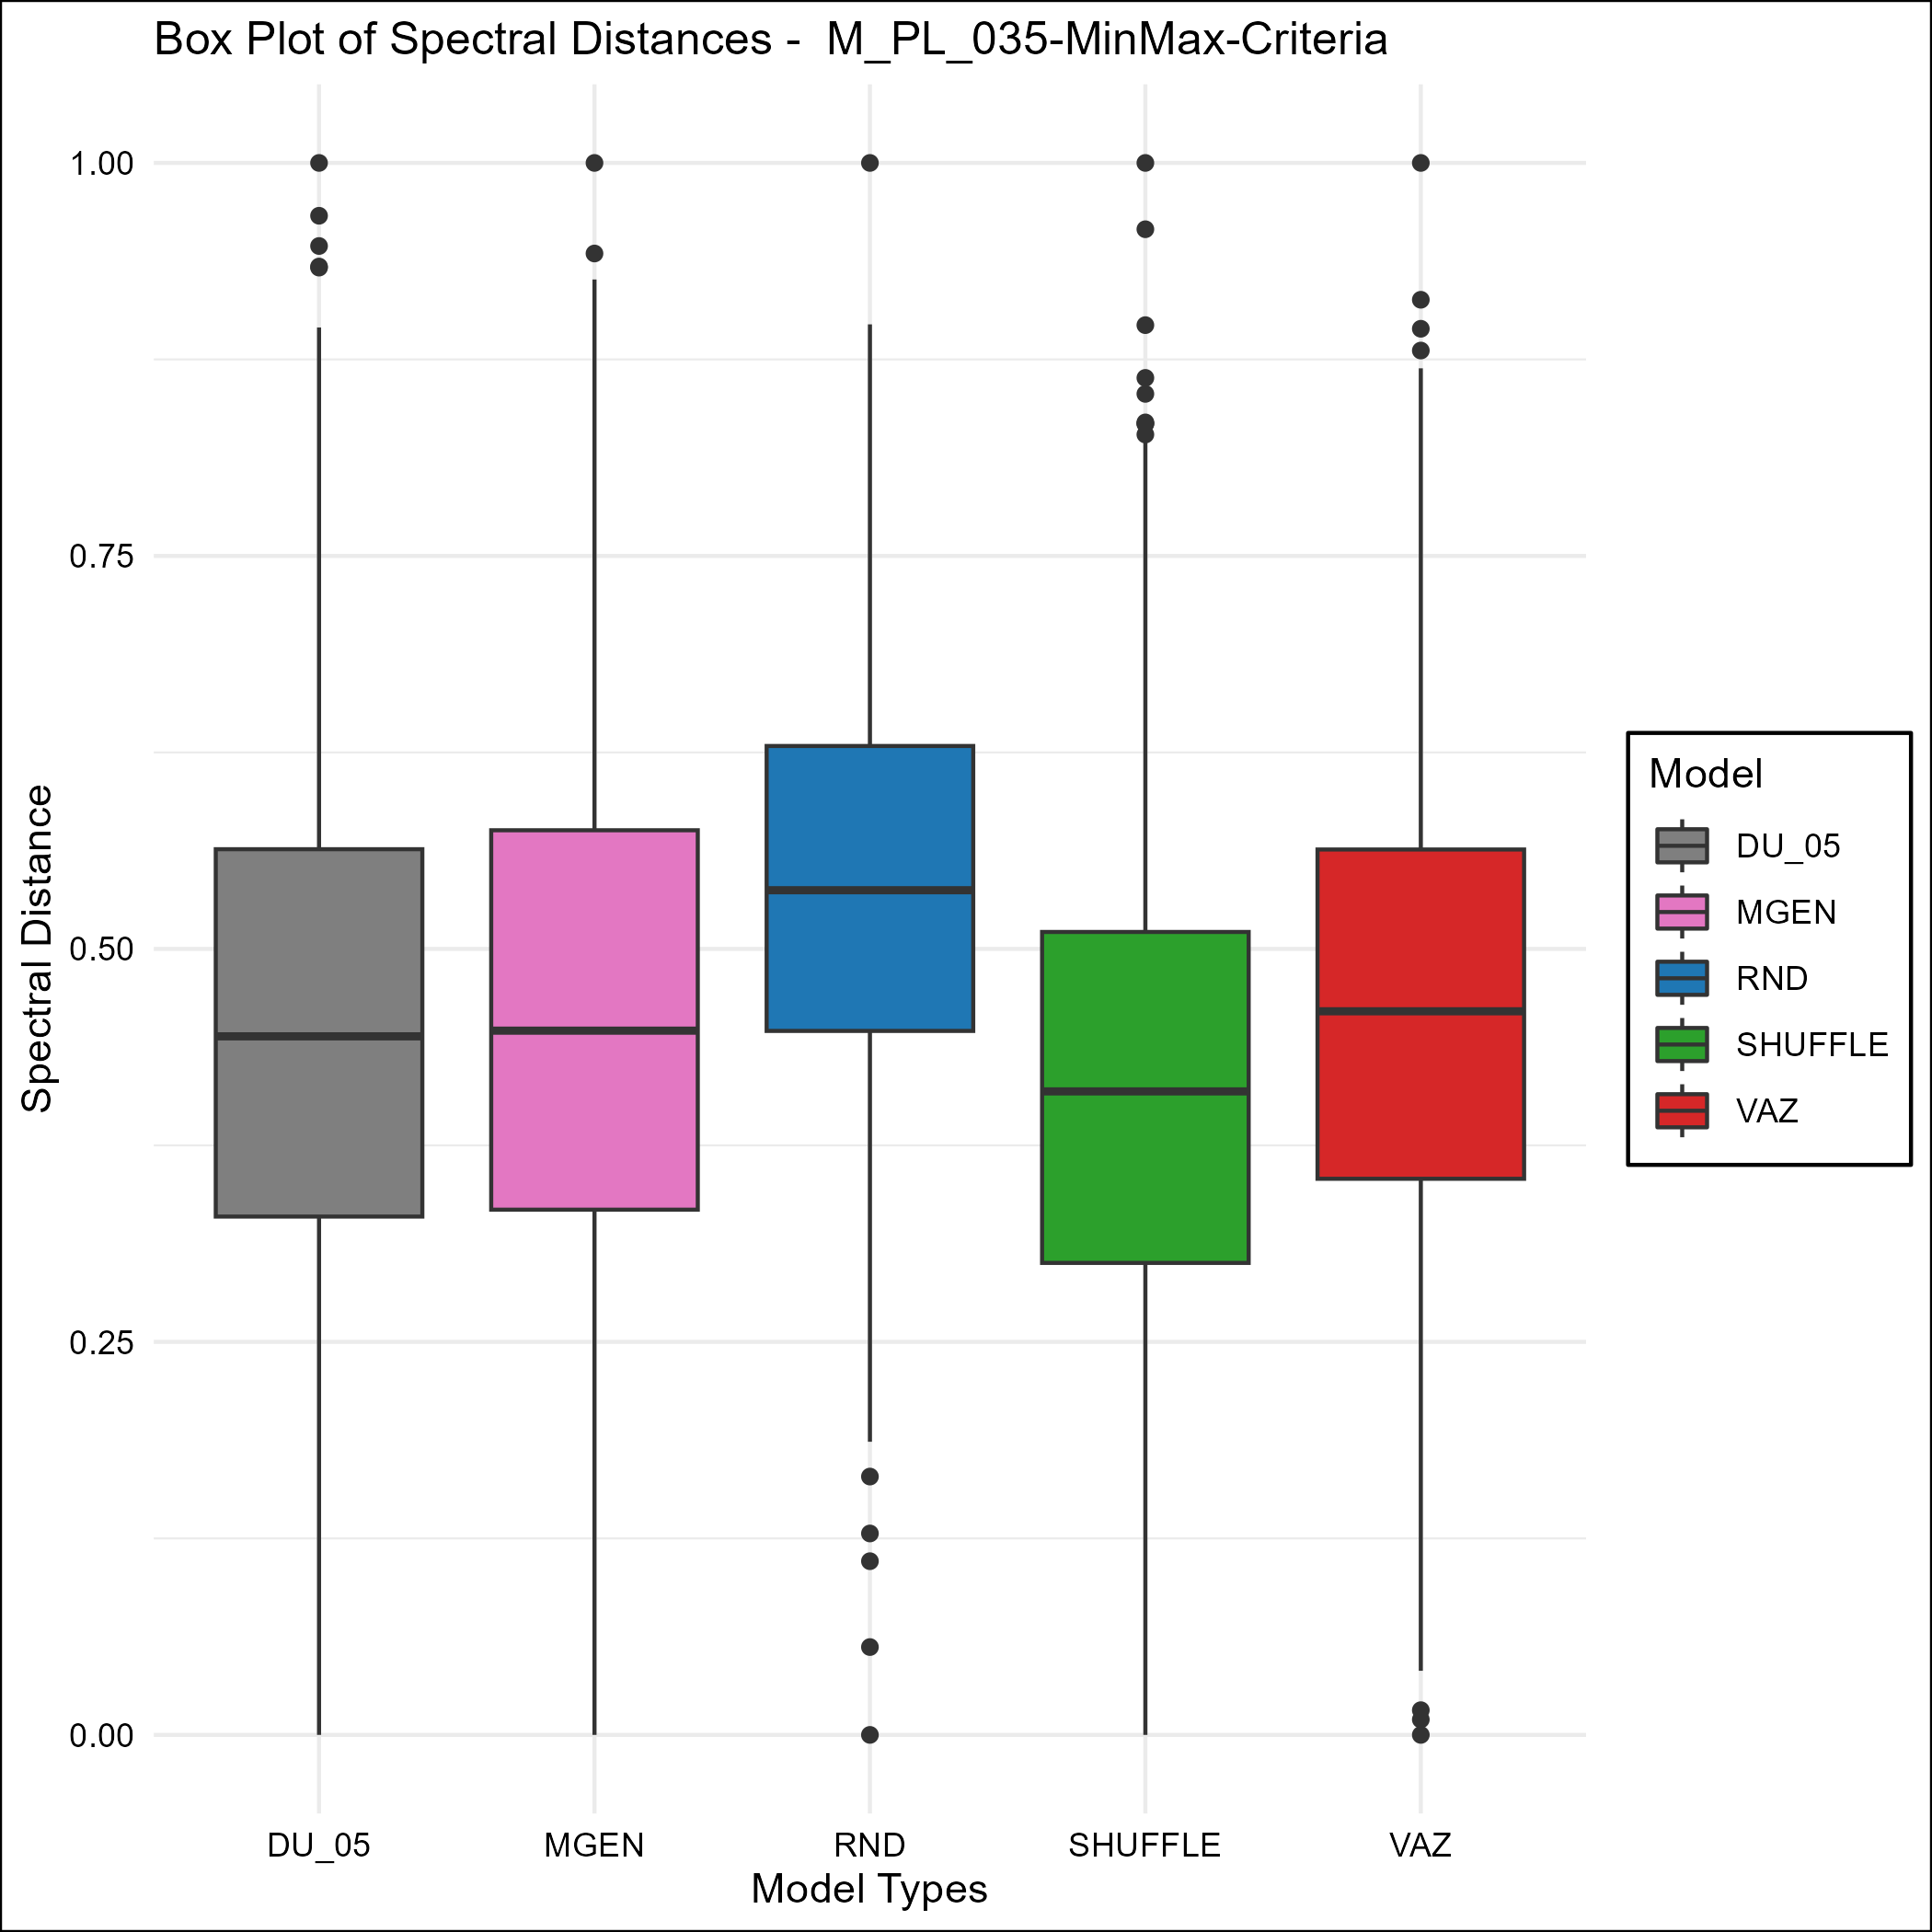 Box Plot of Spectral Distances -  M_PL_035-MinMax-Criteria
1.00
0.75
0.50
0.25
0.00
Spectral Distance
DU_05
MGEN
RND
SHUFFLE
VAZ
Model Types
Model
DU_05
MGEN
RND
SHUFFLE
VAZ